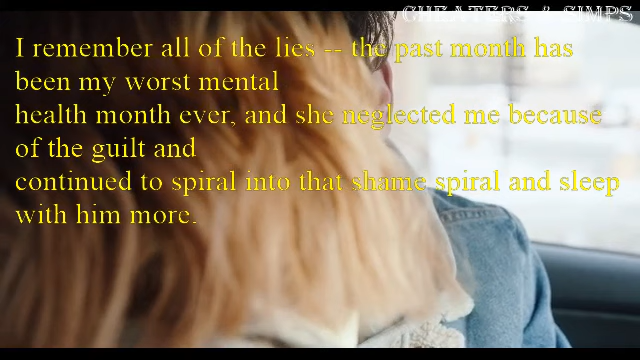 CHEATERS & SIMPS
I remember all of the lies -- the past month has
been my worst mental
health month ever, and she neglected me because
of the guilt and
continued to spiral into that shame spiral and sleep
with him more.